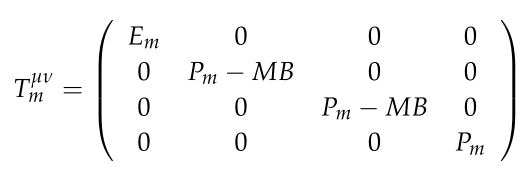 E_m 0 0 0
0 P_m − MB 0 0
T_m^{μν} =
0 0 P_m − MB 0
0 0 0 P_m